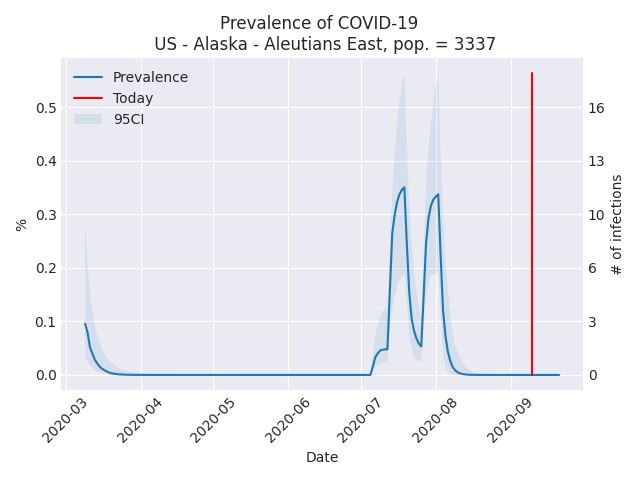 Prevalence of COVID-19
US - Alaska - Aleutians East, pop. = 3337
Prevalence
Today
95CI
0.5
0.4
0.3
0.2
0.1
0.0
%
16
13
10
6
3
0
# of infections
2020-03
2020-04
2020-05
2020-06
2020-07
2020-08
2020-09
Date